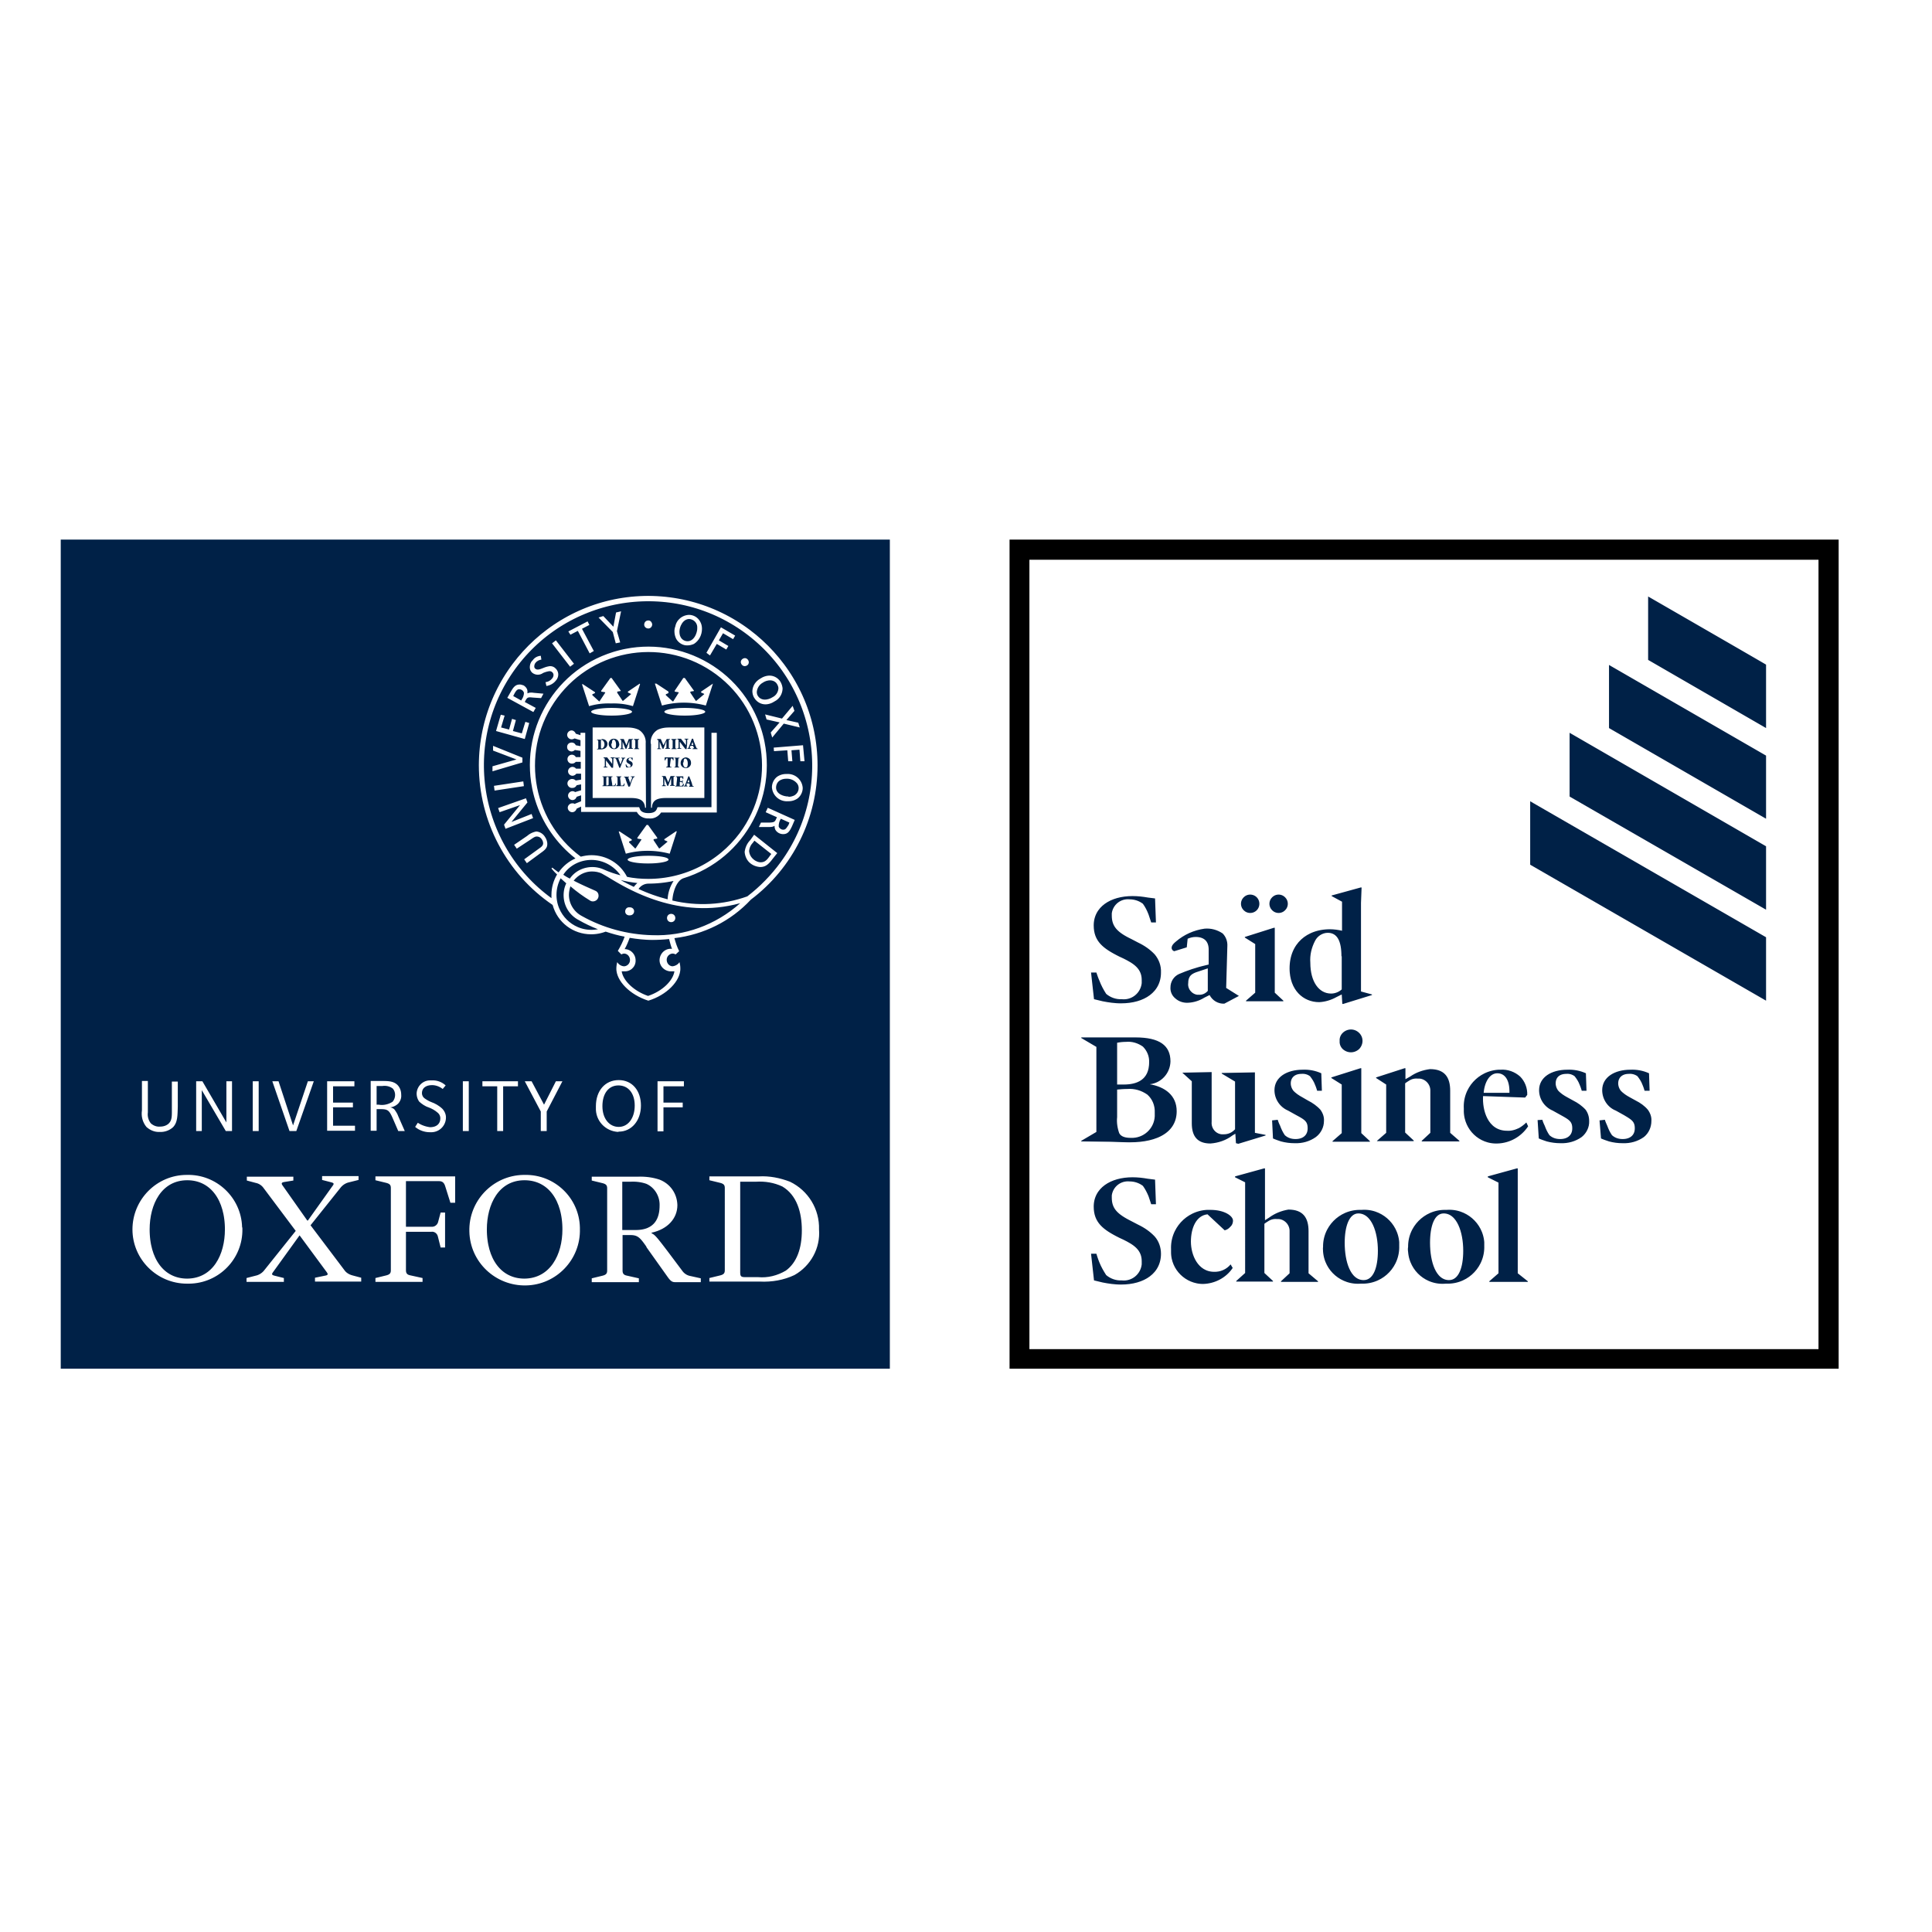 UNIVERSITY OF OXFORD
DOMI MINA
NVS TIO
ILLV MEA
UNIVERSITY OF
OXFORD
Saïd
Business
School